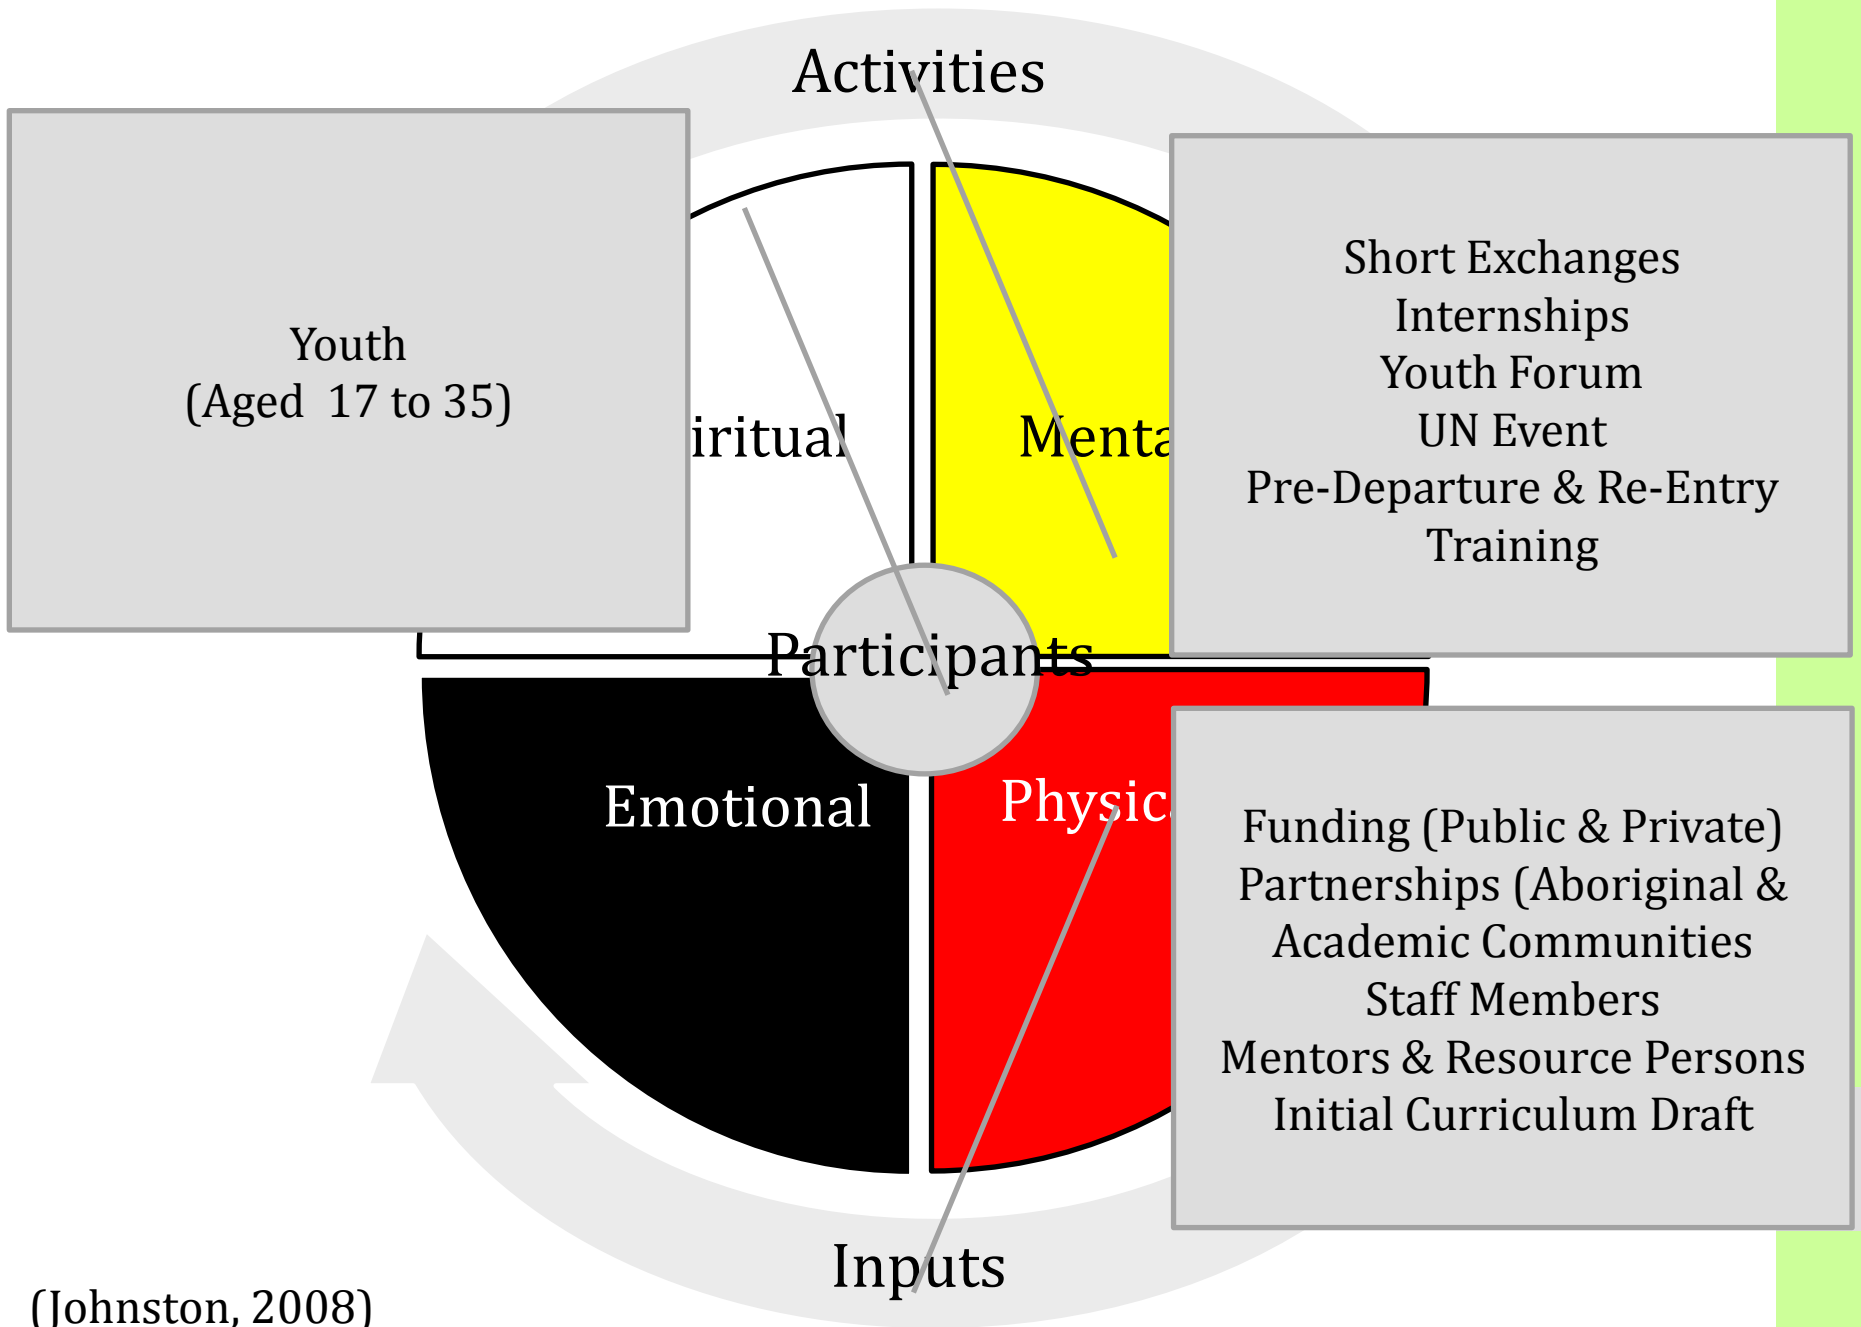 Activities
Youth
(Aged 17 to 35)
Short Exchanges
Internships
Youth Forum
UN Event
Pre-Departure & Re-Entry
Training
iritual
Menta
Participants
Emotional
Physic
Funding (Public & Private)
Partnerships (Aboriginal &
Academic Communities
Staff Members
Mentors & Resource Persons
Initial Curriculum Draft
Inputs
(Johnston, 2008)